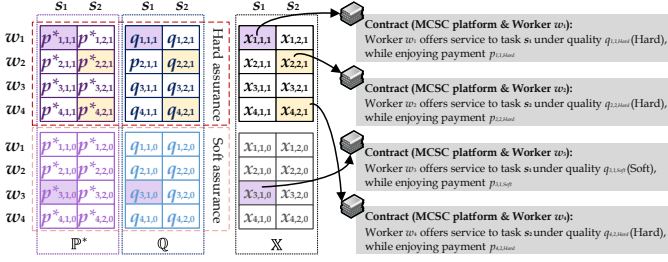 s₁ s₂ s₁ s₂ s₁ s₂
w₁ p*₁,₁,₁ p*₁,₂,₁ q₁,₁,₁ q₁,₂,₁ x₁,₁,₁ x₁,₂,₁
w₂ p*₂,₁,₁ p*₂,₂,₁ p₂,₁,₁ q₂,₂,₁ x₂,₁,₁ x₂,₂,₁
w₃ p*₃,₁,₁ p*₃,₂,₁ q₃,₁,₁ q₃,₂,₁ x₃,₁,₁ x₃,₂,₁
w₄ p*₄,₁,₁ p*₄,₂,₁ q₄,₁,₁ q₄,₂,₁ x₄,₁,₁ x₄,₂,₁
Hard assurance
w₁ p*₁,₁,₀ p*₁,₂,₀ q₁,₁,₀ q₁,₂,₀ x₁,₁,₀ x₁,₂,₀
w₂ p*₂,₁,₀ p*₂,₂,₀ q₂,₁,₀ q₂,₂,₀ x₂,₁,₀ x₂,₂,₀
w₃ p*₃,₁,₀ p*₃,₂,₀ q₃,₁,₀ q₃,₂,₀ x₃,₁,₀ x₃,₂,₀
w₄ p*₄,₁,₀ p*₄,₂,₀ q₄,₁,₀ q₄,₂,₀ x₄,₁,₀ x₄,₂,₀
Soft assurance
ℙ* ℚ 𝕏
Contract (MCSC platform & Worker w₁):
Worker w₁ offers service to task s₁ under quality q₁,₁,Hard (Hard),
while enjoying payment p₁,₁,Hard
Contract (MCSC platform & Worker w₂):
Worker w₂ offers service to task s₂ under quality q₂,₂,Hard (Hard),
while enjoying payment p₂,₂,Hard
Contract (MCSC platform & Worker w₃):
Worker w₃ offers service to task s₁ under quality q₃,₁,Soft (Soft),
while enjoying payment p₃,₁,Soft
Contract (MCSC platform & Worker w₄):
Worker w₄ offers service to task s₂ under quality q₄,₂,Hard (Hard),
while enjoying payment p₄,₂,Hard